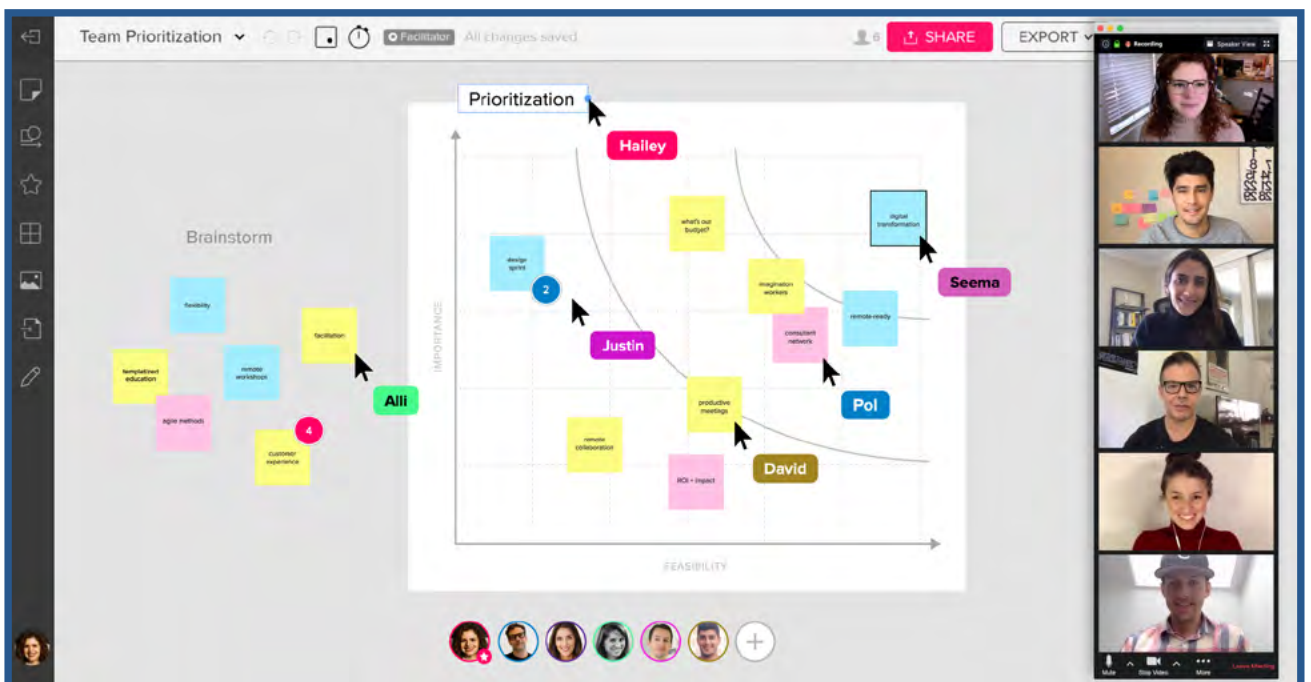 Team Prioritization
Facilitator
All changes saved
6
SHARE
EXPORT
Recording
Speaker View
Prioritization
Hailey
what's our
budget?
digital
transformation
Seema
Brainstorm
design
sprint
2
imagination
workers
flexibility
remote-ready
facilitation
Justin
consultant
network
IMPORTANCE
templatized
education
remote
workshops
Alli
Pol
agile methods
productive
meetings
4
customer
experience
remote
collaboration
David
ROI + impact
FEASIBILITY
Mute
Stop Video
More
Leave Meeting